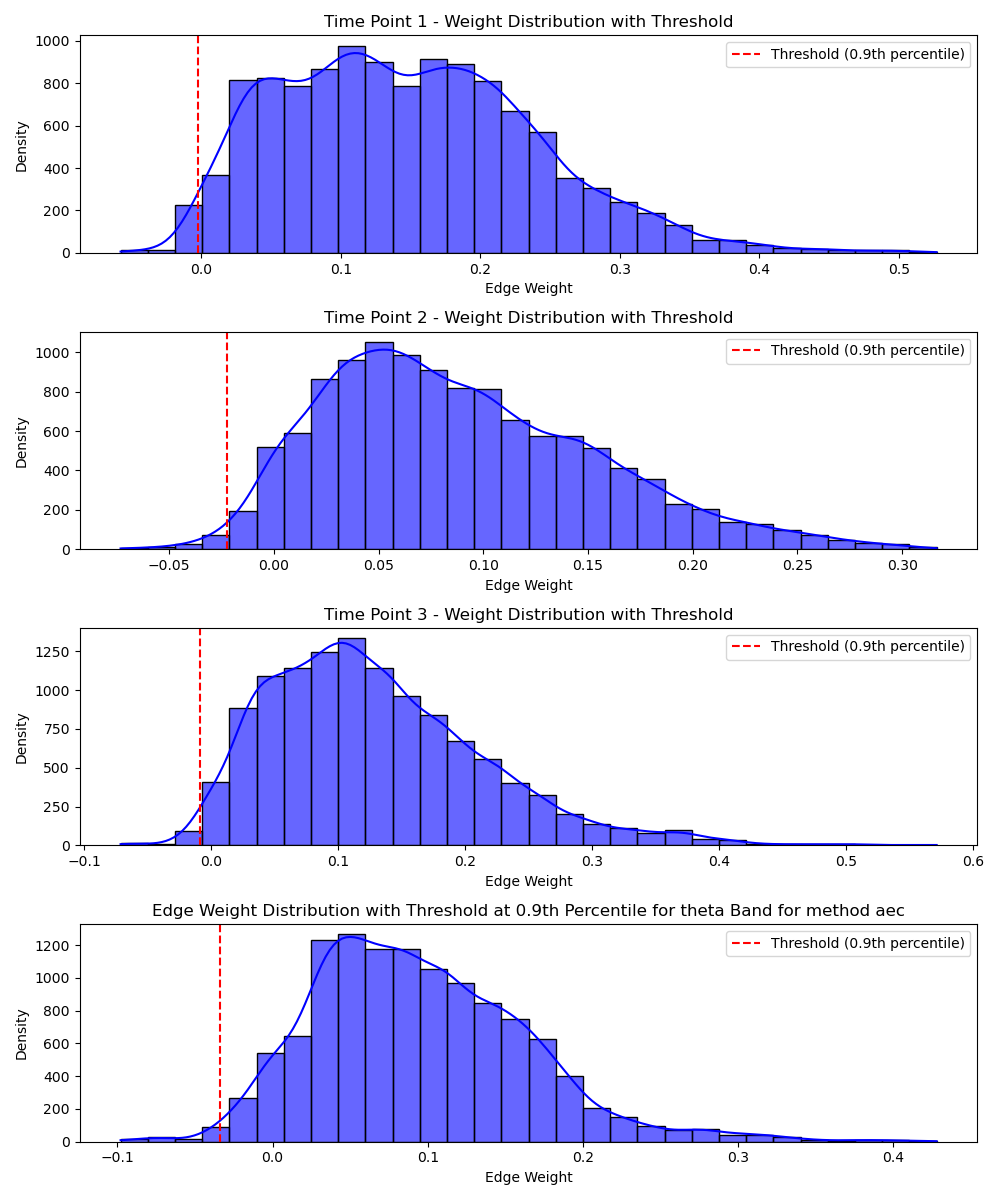 Time Point 1 - Weight Distribution with Threshold
Threshold (0.9th percentile)
Density
1000
800
600
400
200
0
0.0 0.1 0.2 0.3 0.4 0.5
Edge Weight
Time Point 2 - Weight Distribution with Threshold
Threshold (0.9th percentile)
Density
1000
800
600
400
200
0
−0.05 0.00 0.05 0.10 0.15 0.20 0.25 0.30
Edge Weight
Time Point 3 - Weight Distribution with Threshold
Threshold (0.9th percentile)
Density
1250
1000
750
500
250
0
−0.1 0.0 0.1 0.2 0.3 0.4 0.5 0.6
Edge Weight
Edge Weight Distribution with Threshold at 0.9th Percentile for theta Band for method aec
Threshold (0.9th percentile)
Density
1200
1000
800
600
400
200
0
−0.1 0.0 0.1 0.2 0.3 0.4
Edge Weight